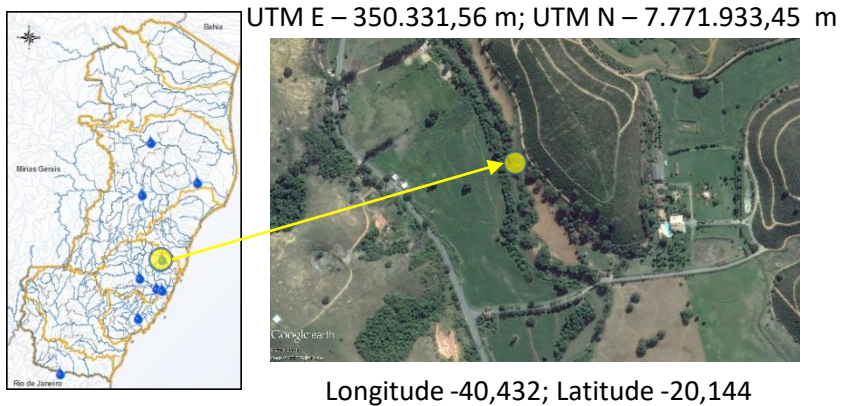 UTM E – 350.331,56 m; UTM N – 7.771.933,45 m
Bahia
Minas Gerais
Rio de Janeiro
Google earth
Longitude -40,432; Latitude -20,144